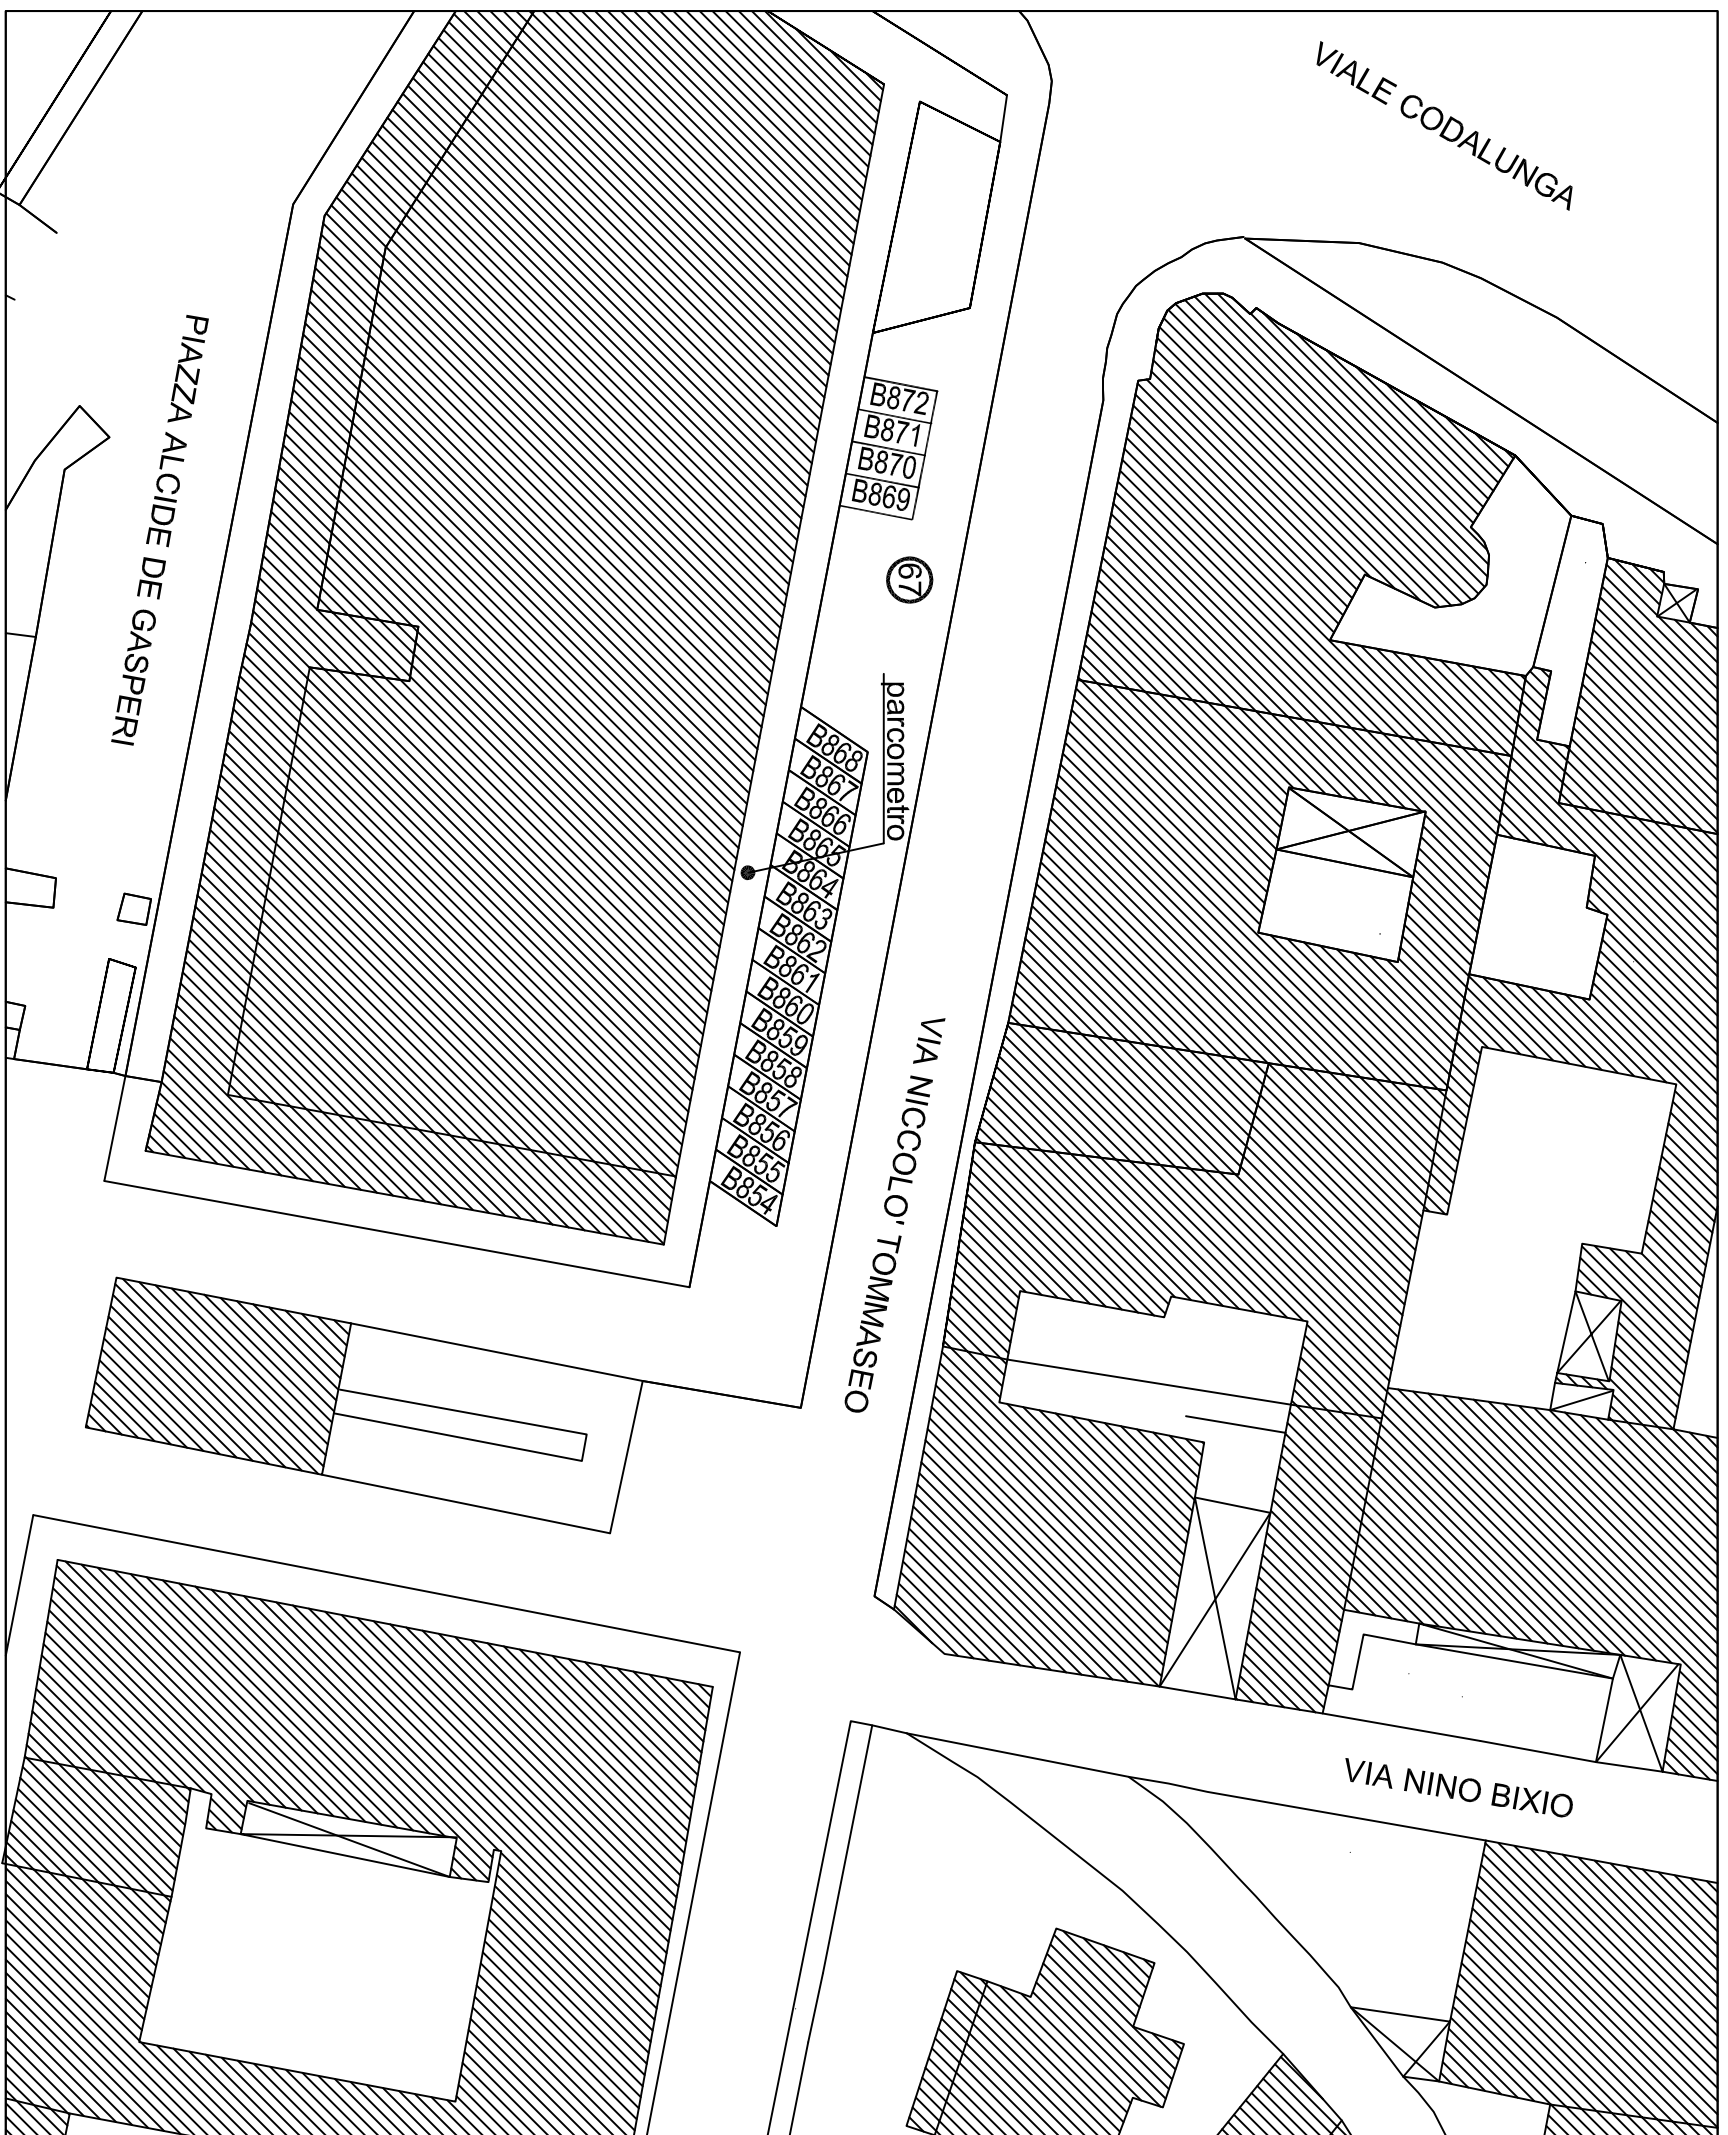 VIALE CODALUNGA
PIAZZA ALCIDE DE GASPERI
B872
B871
B870
B869
67
parcometro
B868
B867
B866
B865
B864
B863
B862
B861
B860
B859
B858
B857
B856
B855
B854
VIA NICCOLO' TOMMASEO
VIA NINO BIXIO